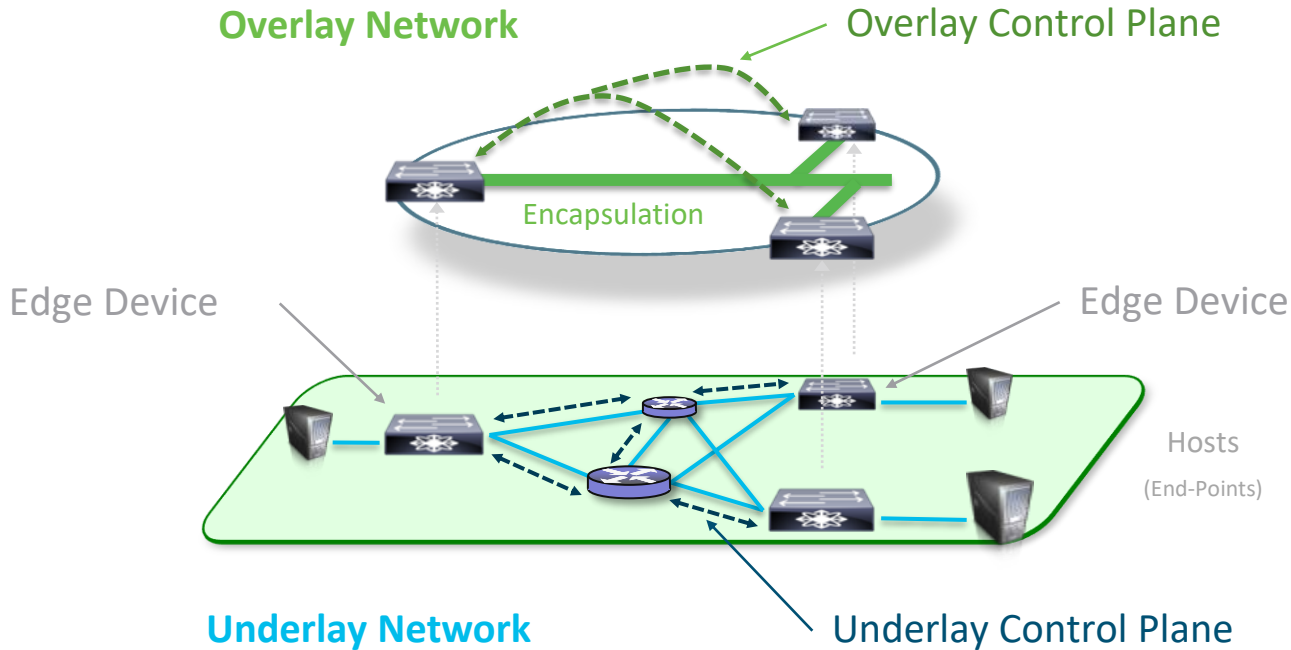 Overlay Network
Overlay Control Plane
Encapsulation
Edge Device
Edge Device
Hosts
(End-Points)
Underlay Network
Underlay Control Plane